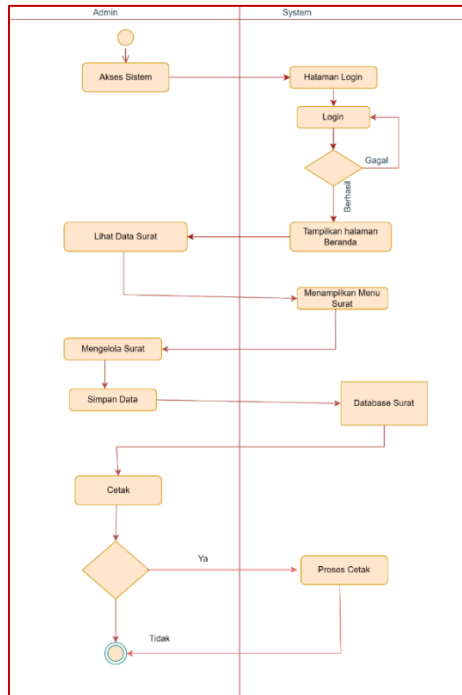 Admin
System
Akses Sistem
Halaman Login
Login
Gagal
Berhasil
Lihat Data Surat
Tampilkan halaman
Beranda
Menampilkan Menu
Surat
Mengelola Surat
Simpan Data
Database Surat
Cetak
Ya
Proses Cetak
Tidak